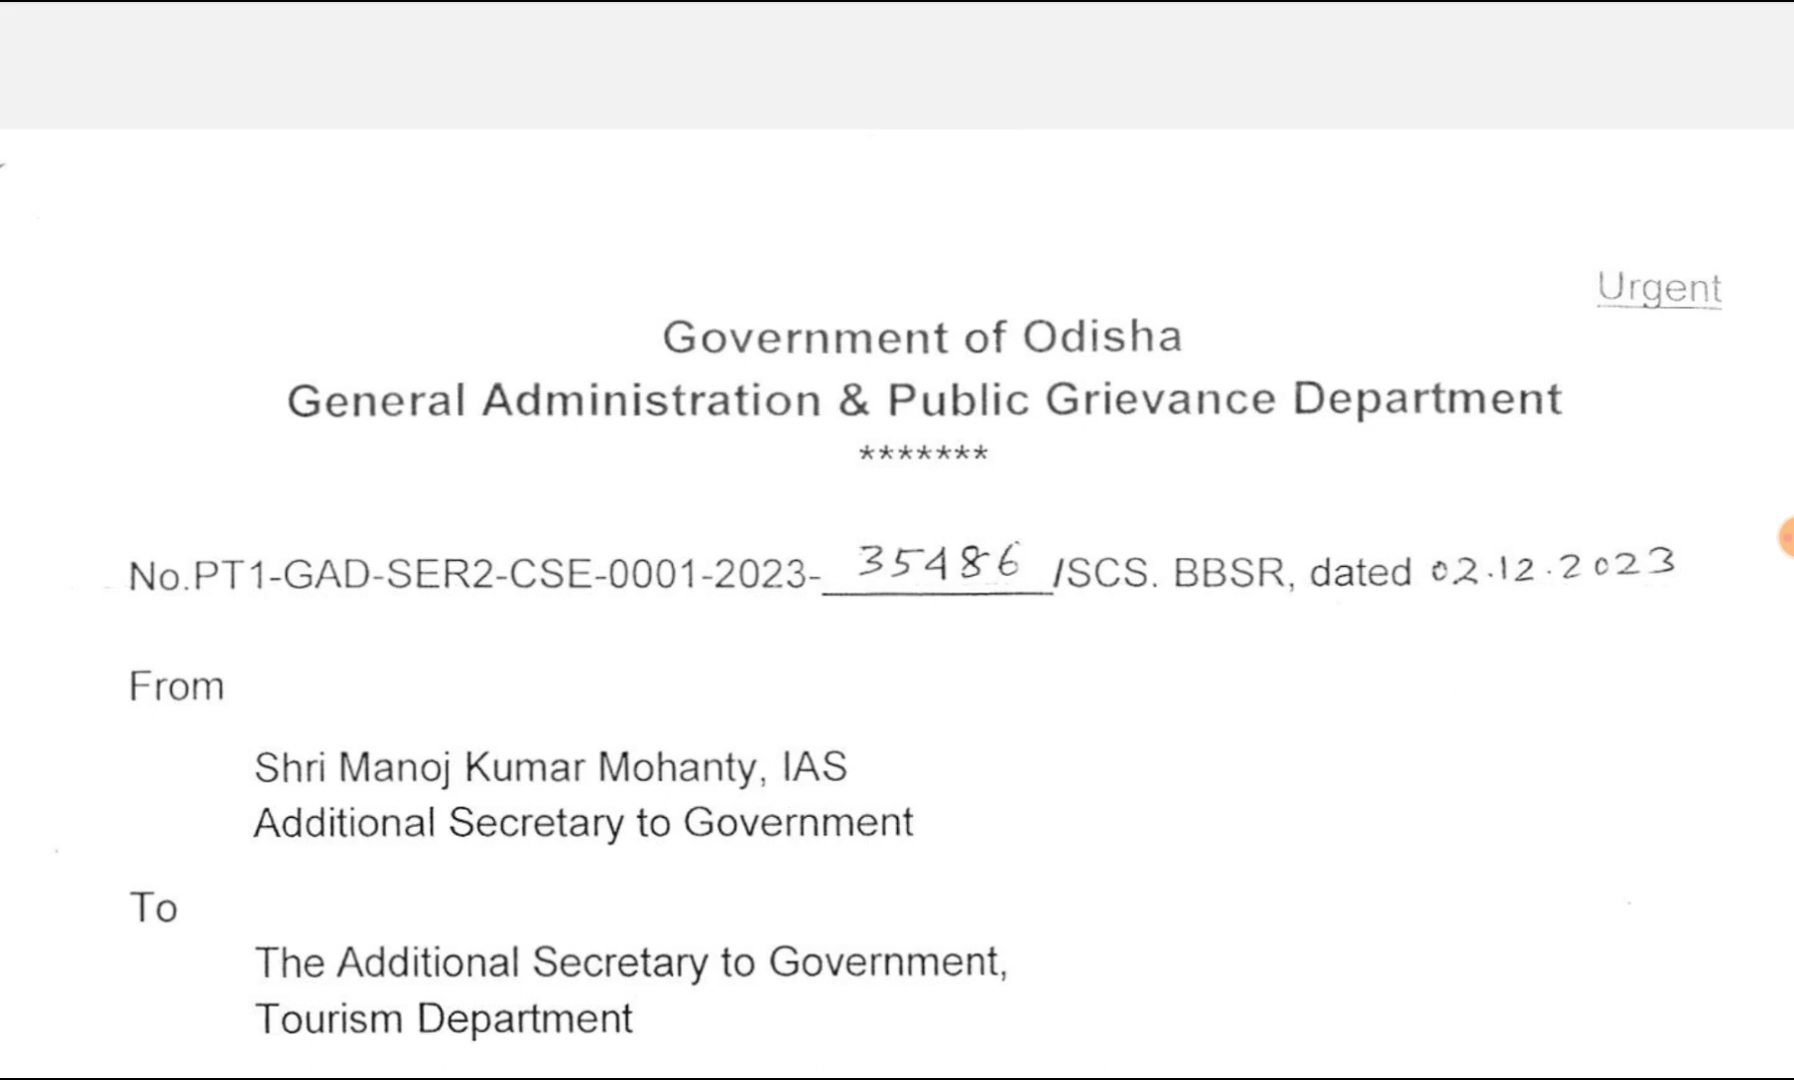 Urgent
Government of Odisha
General Administration & Public Grievance Department
*******
No.PT1-GAD-SER2-CSE-0001-2023- 35486 /SCS. BBSR, dated 02.12.2023
From
Shri Manoj Kumar Mohanty, IAS
Additional Secretary to Government
To
The Additional Secretary to Government,
Tourism Department